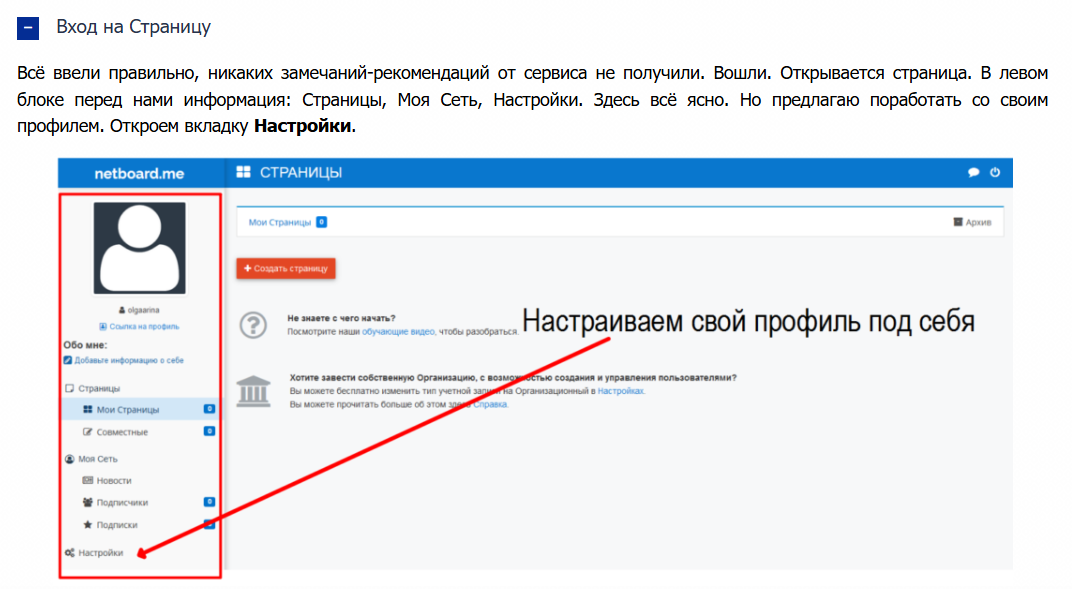 Вход на Страницу
Всё ввели правильно, никаких замечаний-рекомендаций от сервиса не получили. Вошли. Открывается страница. В левом
блоке перед нами информация: Страницы, Моя Сеть, Настройки. Здесь всё ясно. Но предлагаю поработать со своим
профилем. Откроем вкладку Настройки.
netboard.me
СТРАНИЦЫ
Мои Страницы 0
Архив
+ Создать страницу
olgaarina
Ссылка на профиль
Обо мне:
Добавьте информацию о себе
Страницы
Мои Страницы 0
Совместные 0
Моя Сеть
Новости
Подписчики 0
Подписки
Настройки
Не знаете с чего начать?
Посмотрите наши обучающие видео, чтобы разобраться.
Настраиваем свой профиль под себя
Хотите завести собственную Организацию, с возможностью создания и управления пользователями?
Вы можете бесплатно изменить тип учетной записи на Организационный в Настройках.
Вы можете прочитать больше об этом здесь Справка.